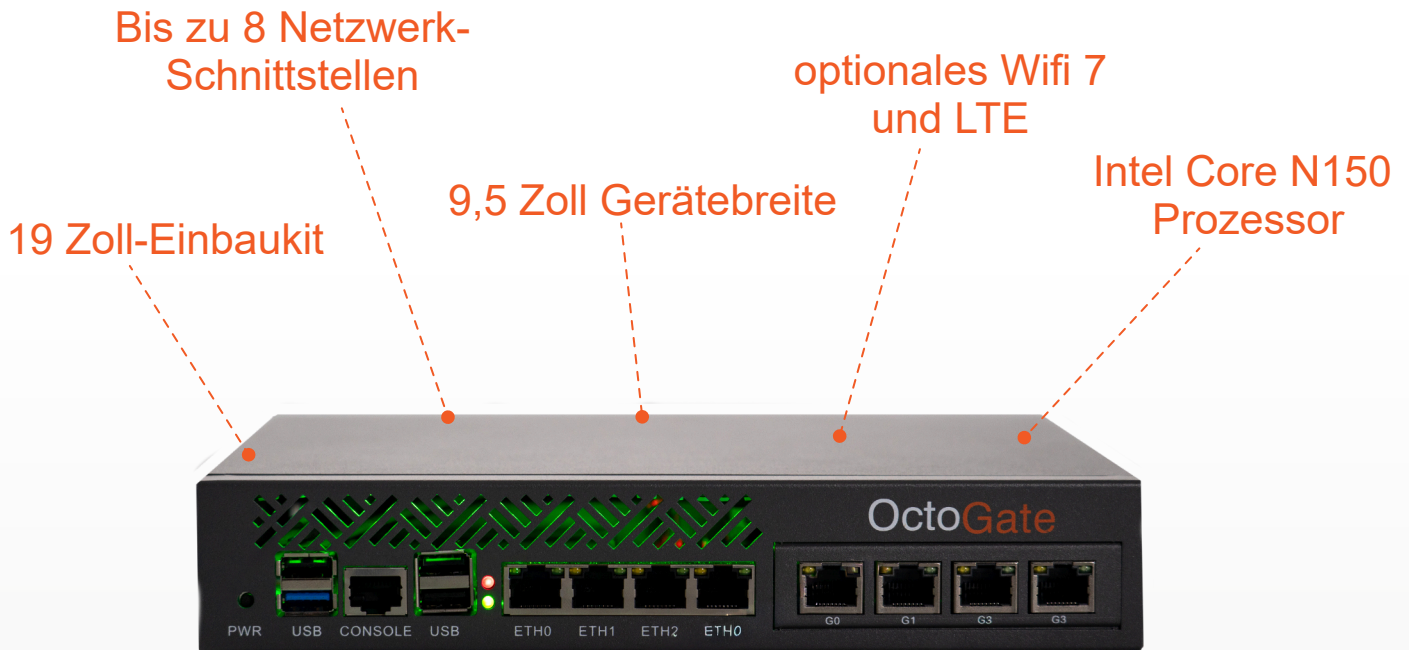 Bis zu 8 Netzwerk-
Schnittstellen
optionales Wifi 7
und LTE
Intel Core N150
Prozessor
9,5 Zoll Gerätebreite
19 Zoll-Einbaukit
OctoGate
PWR USB CONSOLE USB ETH0 ETH1 ETH2 ETH0
G0 G1 G3 G3